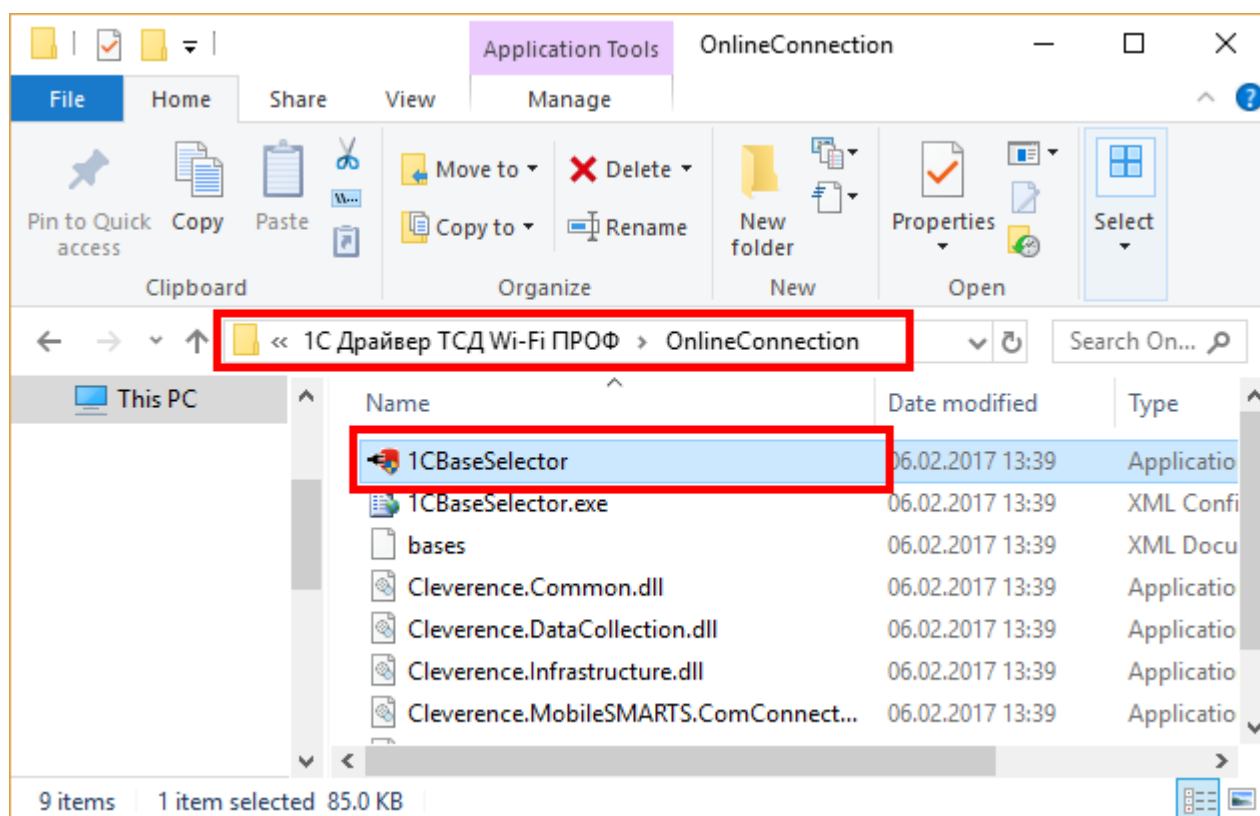 Application Tools OnlineConnection
File Home Share View Manage
Pin to Quick access Copy Paste
Move to Delete
Copy to Rename
New folder
Properties
Select
Clipboard Organize New Open
« 1С Драйвер ТСД Wi-Fi ПРОФ › OnlineConnection Search On...
This PC
Name Date modified Type
1CBaseSelector 06.02.2017 13:39 Applicatio
1CBaseSelector.exe 06.02.2017 13:39 XML Confi
bases 06.02.2017 13:39 XML Docu
Cleverence.Common.dll 06.02.2017 13:39 Applicatio
Cleverence.DataCollection.dll 06.02.2017 13:39 Applicatio
Cleverence.Infrastructure.dll 06.02.2017 13:39 Applicatio
Cleverence.MobileSMARTS.ComConnect... 06.02.2017 13:39 Applicatio
9 items 1 item selected 85.0 KB